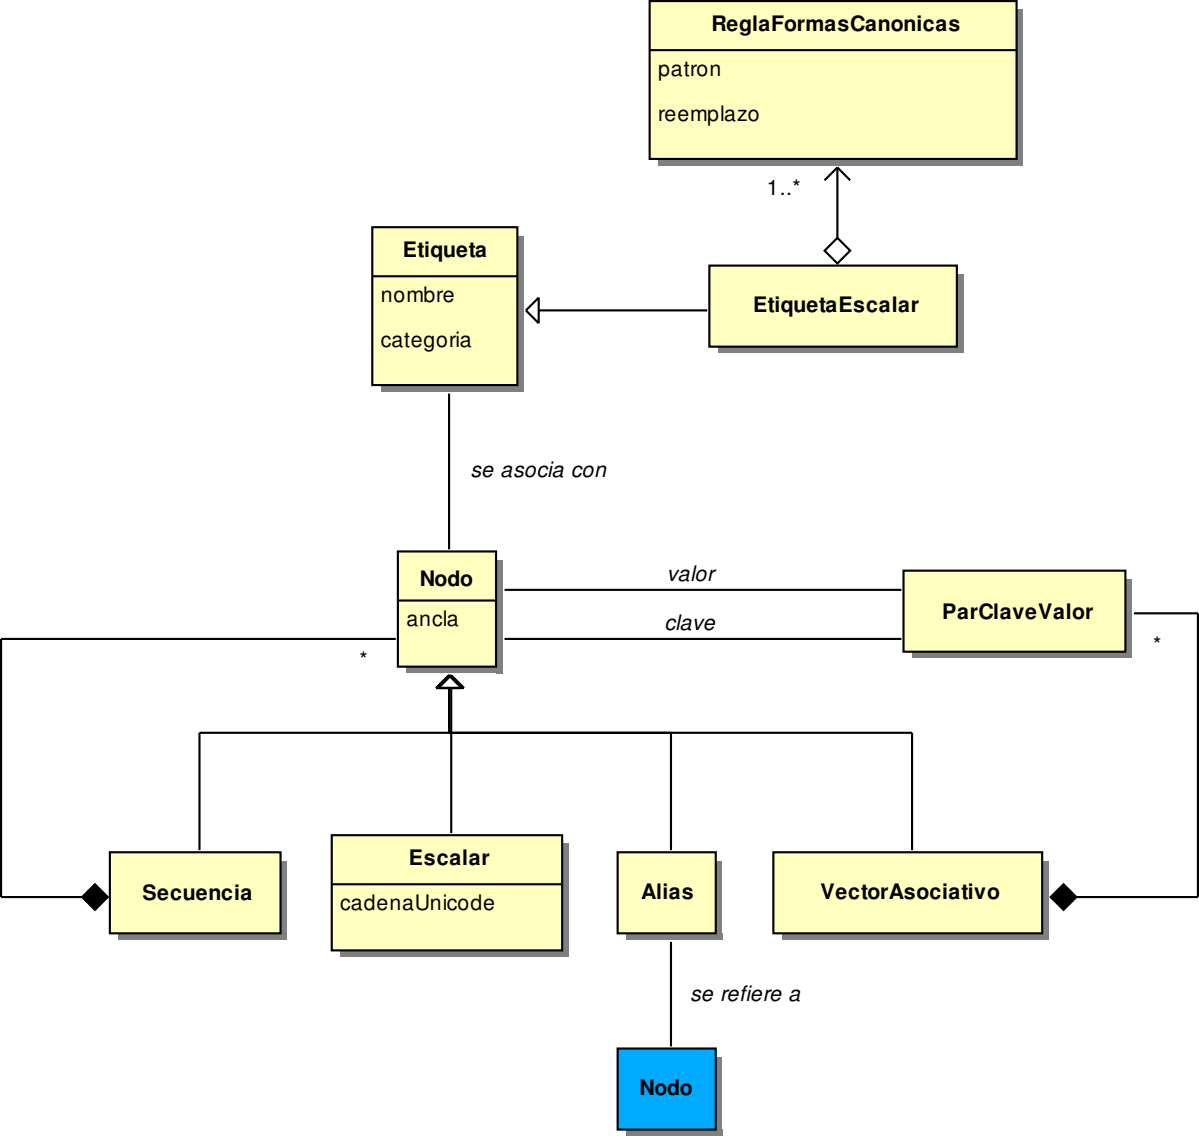 ReglaFormasCanonicas
patron
reemplazo
1..*
Etiqueta
nombre
categoria
EtiquetaEscalar
se asocia con
Nodo
ancla
valor
clave
ParClaveValor
*
*
Secuencia
Escalar
cadenaUnicode
Alias
VectorAsociativo
se refiere a
Nodo